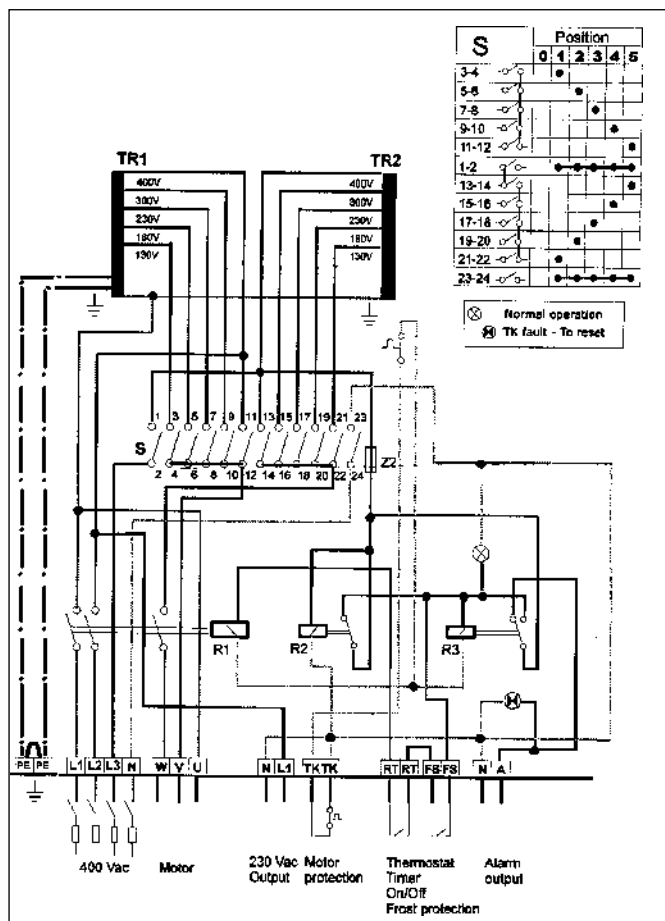 S Position
0 1 2 3 4 5
3-4
5-6
7-8
9-10
11-12
1-2
13-14
15-16
17-18
19-20
21-22
23-24
Normal operation
TK fault - To reset
TR1 TR2
400V 400V
300V 300V
230V 230V
180V 180V
130V 130V
1 3 5 7 9 11 13 15 17 19 21 23
S
2 4 6 8 10 12 14 16 18 20 22 24
Z2
R1 R2 R3
PE PE L1 L2 L3 N W V U N L1 TK TK RT RT FS FS N A
400 Vac Motor 230 Vac Output Motor protection Thermostat Timer On/Off Frost protection Alarm output